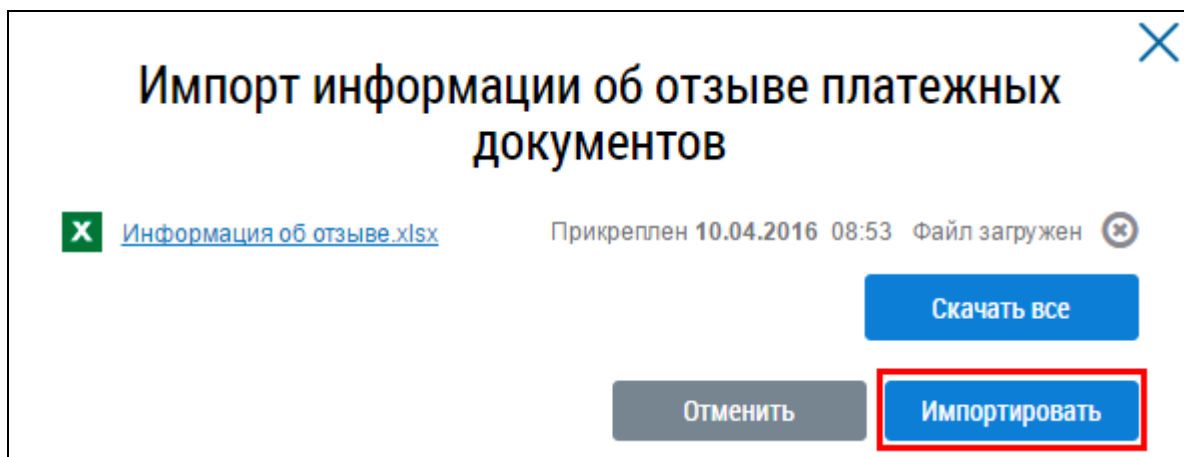 Импорт информации об отзыве платежных
документов
X Информация об отзыве.xlsx Прикреплен 10.04.2016 08:53 Файл загружен
Скачать все
Отменить Импортировать